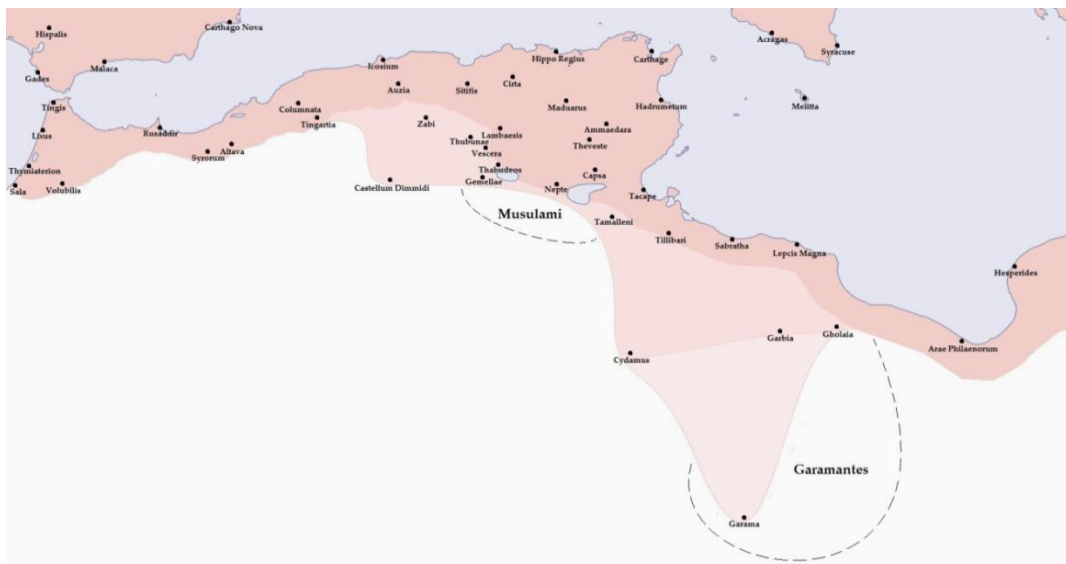 Carthago Nova
Hispalis
Acragas
Syracuse
Malaca
Gades
Icosium
Hippo Regius
Carthage
Auzia
Sitifis
Cirta
Melitta
Tingis
Columnata
Maduarus
Hadrumetum
Tingartia
Zabi
Ammaedara
Lixus
Rusaddir
Lambaesis
Thubunae
Theveste
Altava
Syrorum
Vescera
Thymiaterion
Thabudeos
Capsa
Gemellae
Sala
Volubilis
Castellum Dimmidi
Nepte
Tacape
Musulami
Tamalleni
Tillibari
Sabratha
Lepcis Magna
Hesperides
Garbia
Gholaia
Arae Philaenorum
Cydamus
Garamantes
Garama